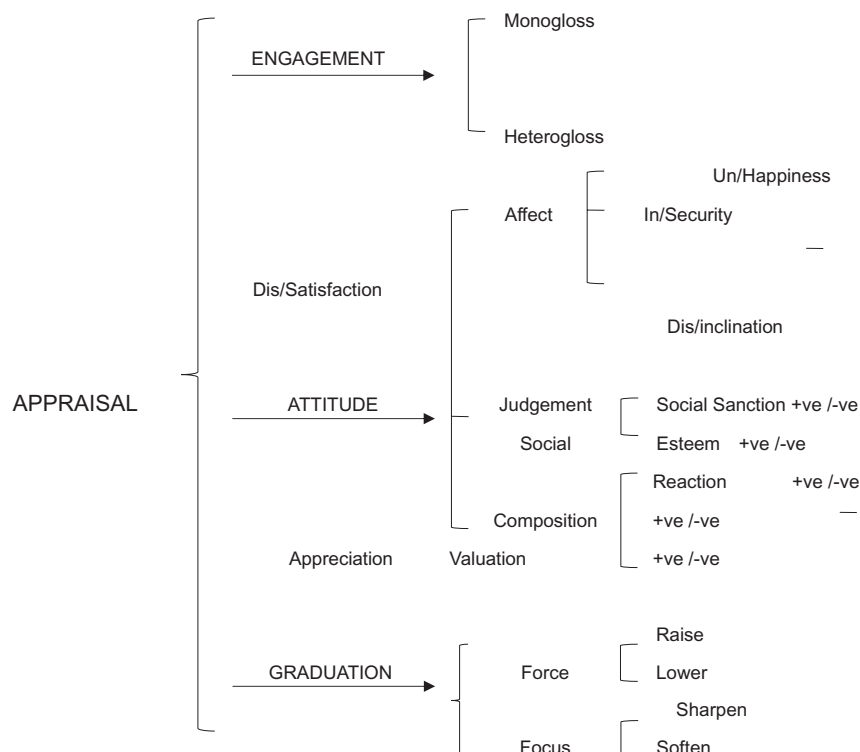 Monogloss
ENGAGEMENT
Heterogloss
Un/Happiness
Affect In/Security
Dis/Satisfaction
Dis/inclination
APPRAISAL ATTITUDE Judgement Social Sanction +ve /-ve
Social Esteem +ve /-ve
Reaction +ve /-ve
Composition +ve /-ve
Appreciation Valuation +ve /-ve
Raise
GRADUATION Force Lower
Sharpen
Focus Soften